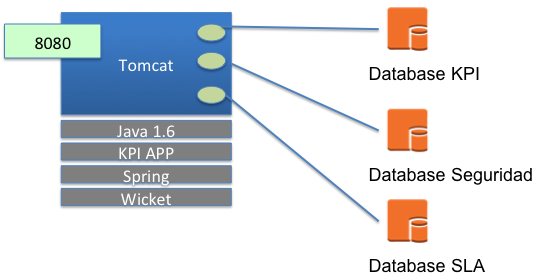 8080
Tomcat
Java 1.6
KPI APP
Spring
Wicket
Database KPI
Database Seguridad
Database SLA